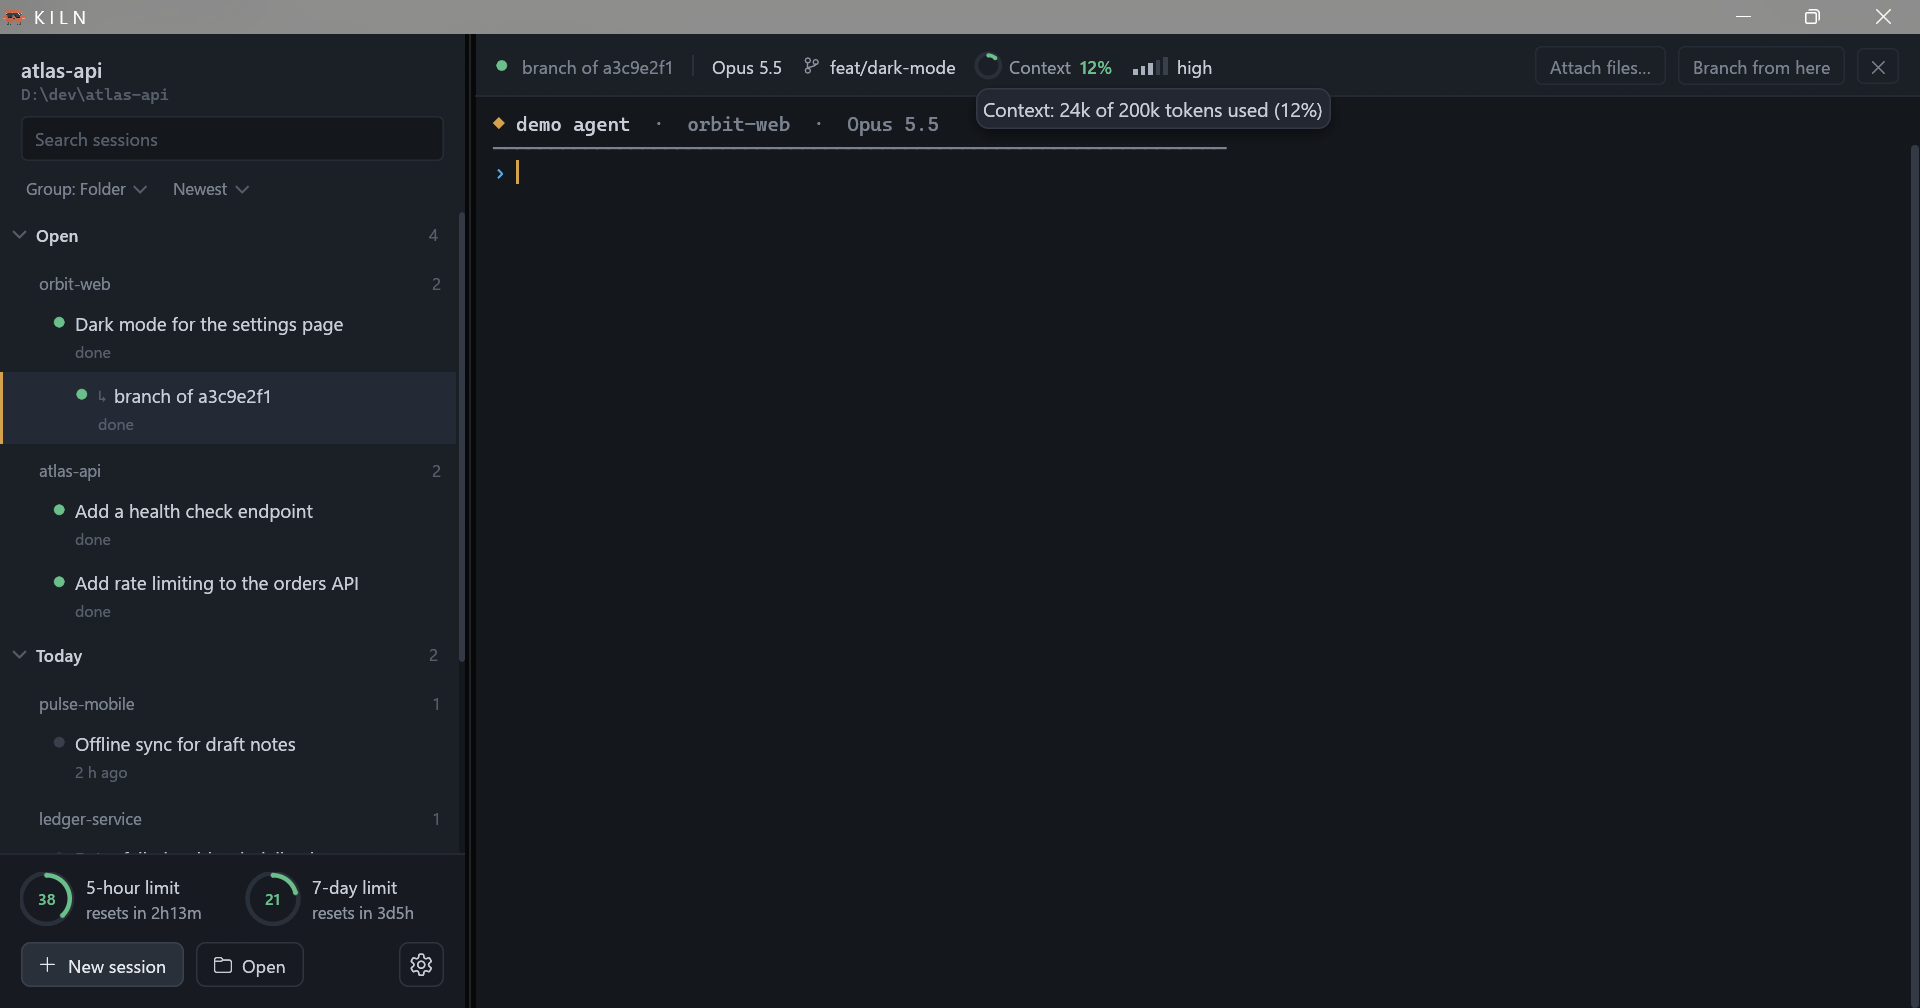 KILN
atlas-api
D:\dev\atlas-api
Search sessions
Group: Folder
Newest
Open 4
orbit-web 2
Dark mode for the settings page
done
↳ branch of a3c9e2f1
done
atlas-api 2
Add a health check endpoint
done
Add rate limiting to the orders API
done
Today 2
pulse-mobile 1
Offline sync for draft notes
2 h ago
ledger-service 1
38 5-hour limit
resets in 2h13m
21 7-day limit
resets in 3d5h
+ New session
Open
branch of a3c9e2f1
Opus 5.5
feat/dark-mode
Context 12%
high
Attach files...
Branch from here
Context: 24k of 200k tokens used (12%)
◆ demo agent · orbit-web · Opus 5.5
›